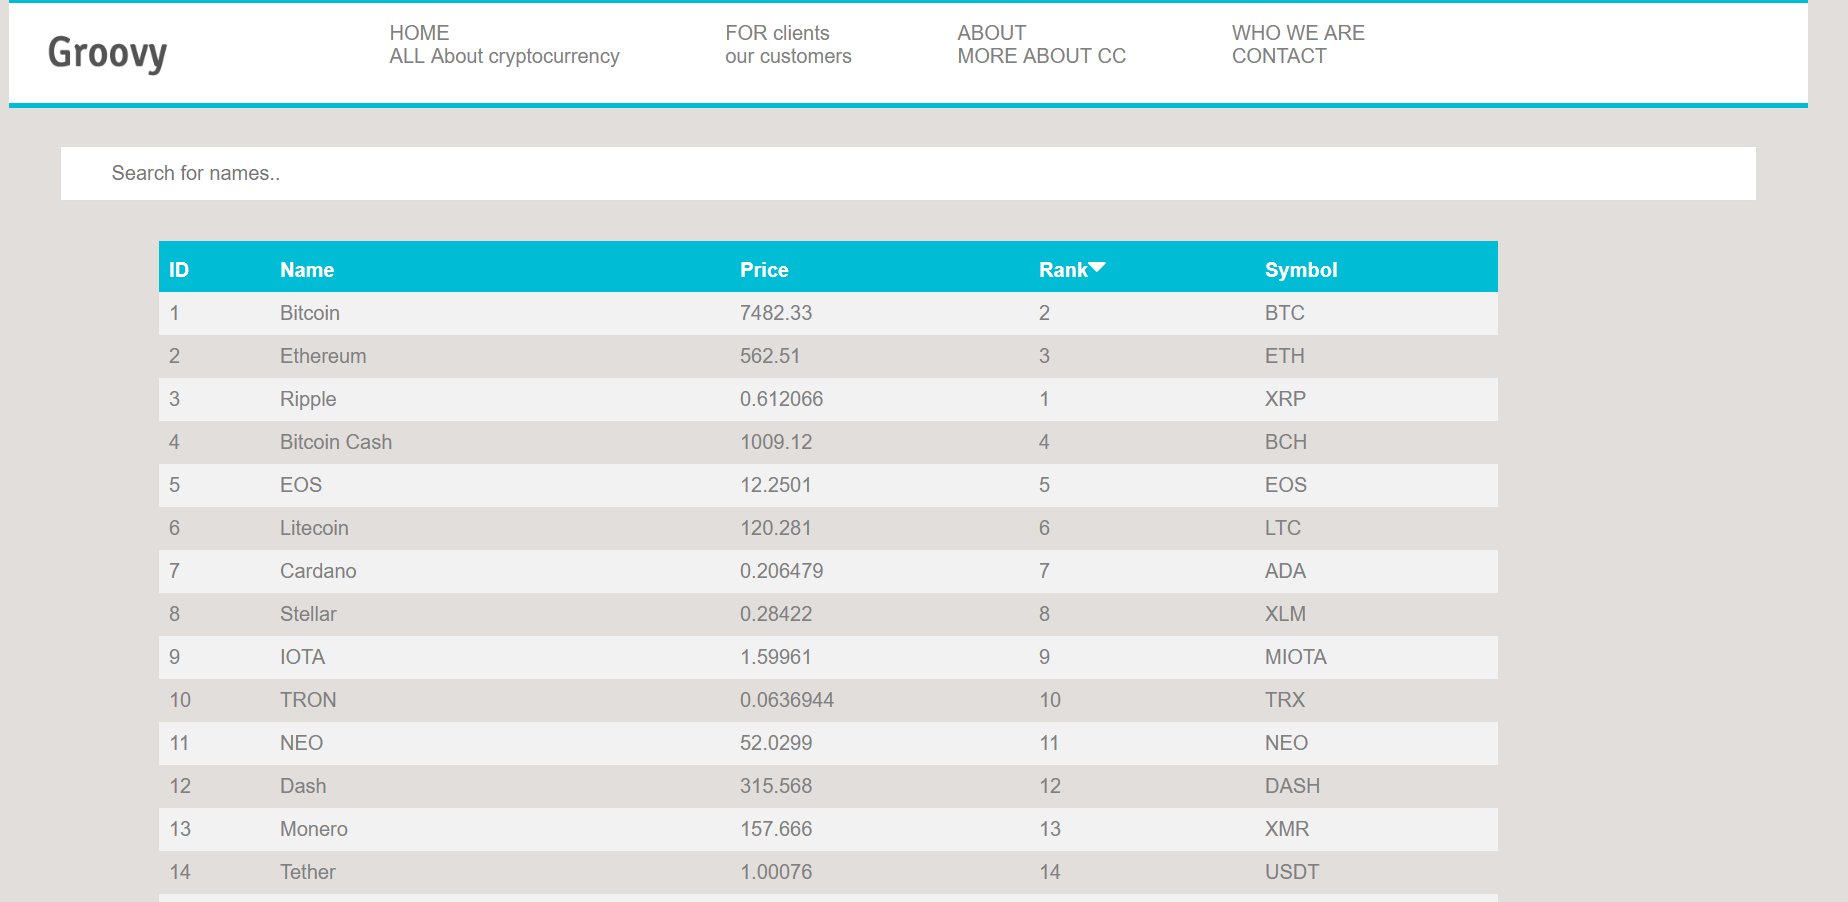 Groovy
HOME
ALL About cryptocurrency
FOR clients
our customers
ABOUT
MORE ABOUT CC
WHO WE ARE
CONTACT
Search for names..
ID Name Price Rank Symbol
1 Bitcoin 7482.33 2 BTC
2 Ethereum 562.51 3 ETH
3 Ripple 0.612066 1 XRP
4 Bitcoin Cash 1009.12 4 BCH
5 EOS 12.2501 5 EOS
6 Litecoin 120.281 6 LTC
7 Cardano 0.206479 7 ADA
8 Stellar 0.28422 8 XLM
9 IOTA 1.59961 9 MIOTA
10 TRON 0.0636944 10 TRX
11 NEO 52.0299 11 NEO
12 Dash 315.568 12 DASH
13 Monero 157.666 13 XMR
14 Tether 1.00076 14 USDT